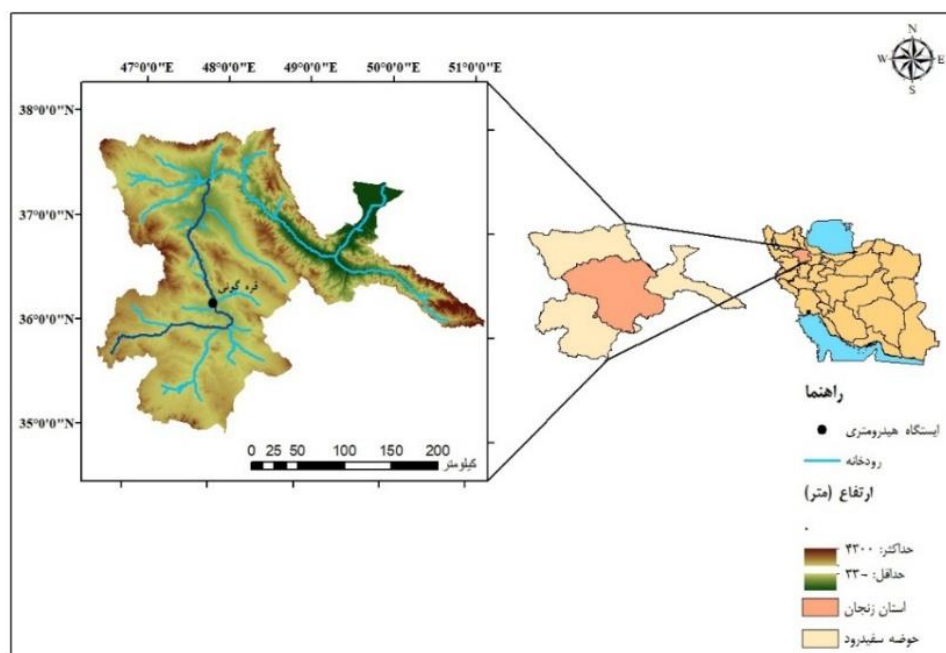 N
W E
S
47°0'0"E 48°0'0"E 49°0'0"E 50°0'0"E 51°0'0"E
38°0'0"N
37°0'0"N
36°0'0"N
35°0'0"N
قره گونی
0 25 50 100 150 200
کیلومتر
راهنما
ایستگاه هیدرومتری
رودخانه
ارتفاع (متر)
حداکثر: ۴۳۰۰
حداقل: ۳۳-
استان زنجان
حوضه سفیدرود